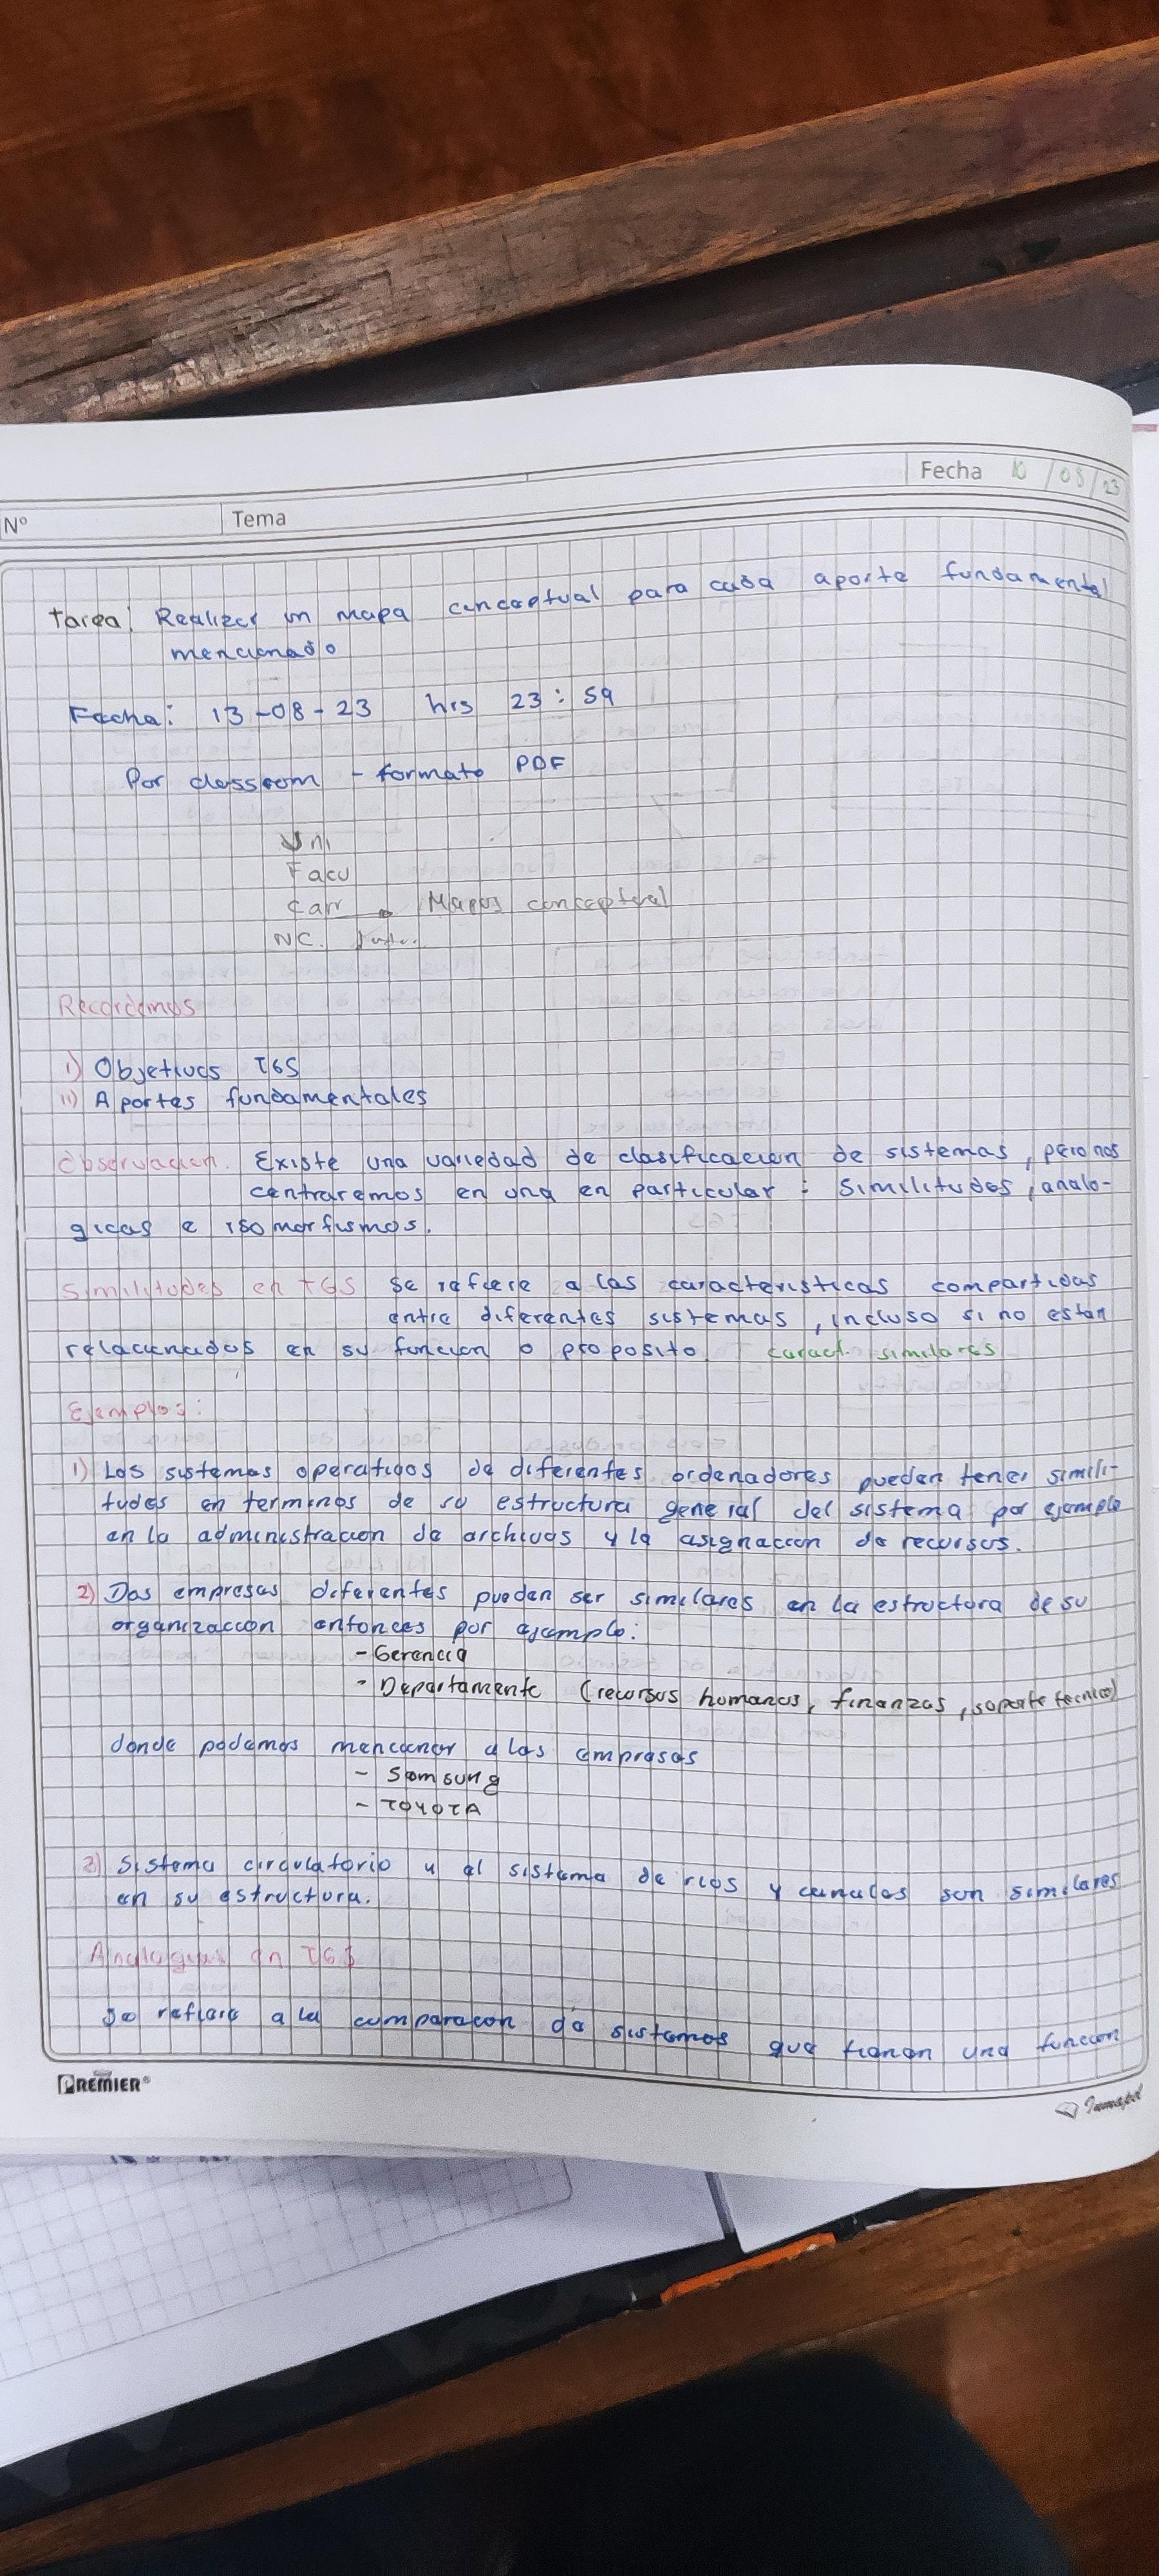 Fecha 10/08/23
Nº Tema
Tarea: Realizar un mapa conceptual para cada aporte fundamental
mencionado
Fecha: 13-08-23 hrs 23:59
Por classroom - formato PDF
Uni
Facu
Carr Mapas conceptual
NC.
Recordemos
i) Objetivos TGS
ii) Aportes fundamentales
Observacion. Existe una variedad de clasificacion de sistemas, pero nos
centraremos en una en particular: Similitudes, analo-
gicas e isomorfismos.
Similitudes en TGS Se refiere a las caracteristicas compartidas
entre diferentes sistemas, incluso si no estan
relacionados en su funcion o proposito caract. similares
Ejemplos:
1) Los sistemas operativos de diferentes ordenadores pueden tener simili-
tudes en terminos de su estructura general del sistema por ejemplo
en la administracion de archivos y la asignacion de recursos.
2) Dos empresas diferentes pueden ser similares en la estructura de su
organizaccion entonces por ejemplo:
- Gerencia
- Departamento (recursos humanos, finanzas, soporte tecnico)
donde podemos mencionar a las empresas
- Samsung
- TOYOTA
3) Sistema circulatorio y el sistema de rios y canales son similares
en su estructura.
Analogias en TGS
Se refiere a la comparacon de sistemas que tienen una funcion
PREMIER®
Inmapel